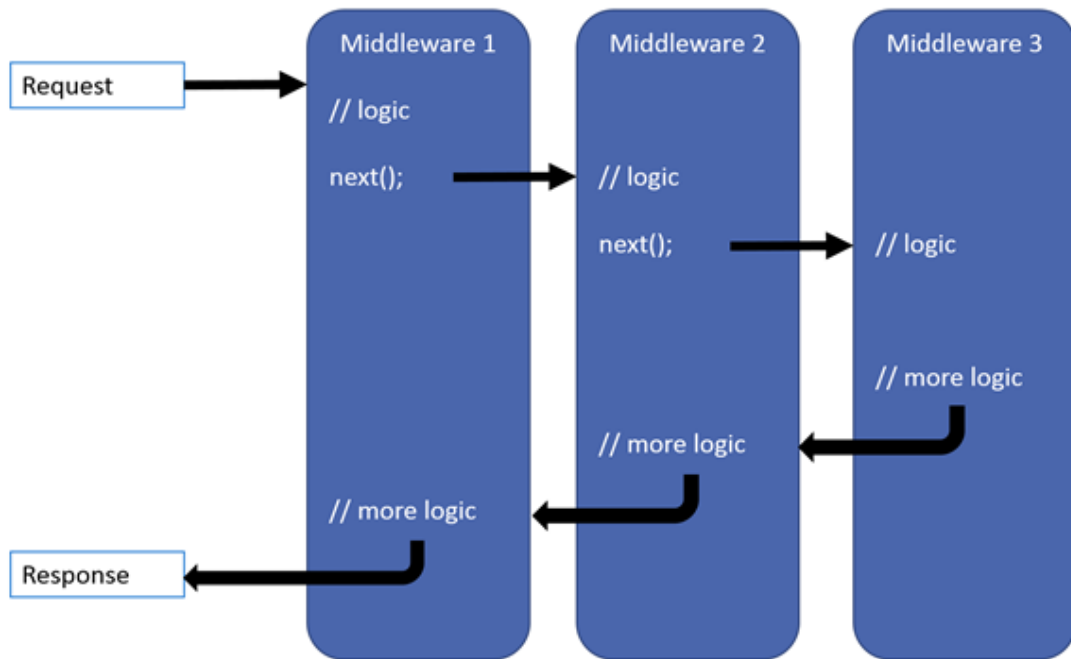 Middleware 1
Middleware 2
Middleware 3
Request
// logic
next();
// logic
next();
// logic
// more logic
// more logic
// more logic
Response